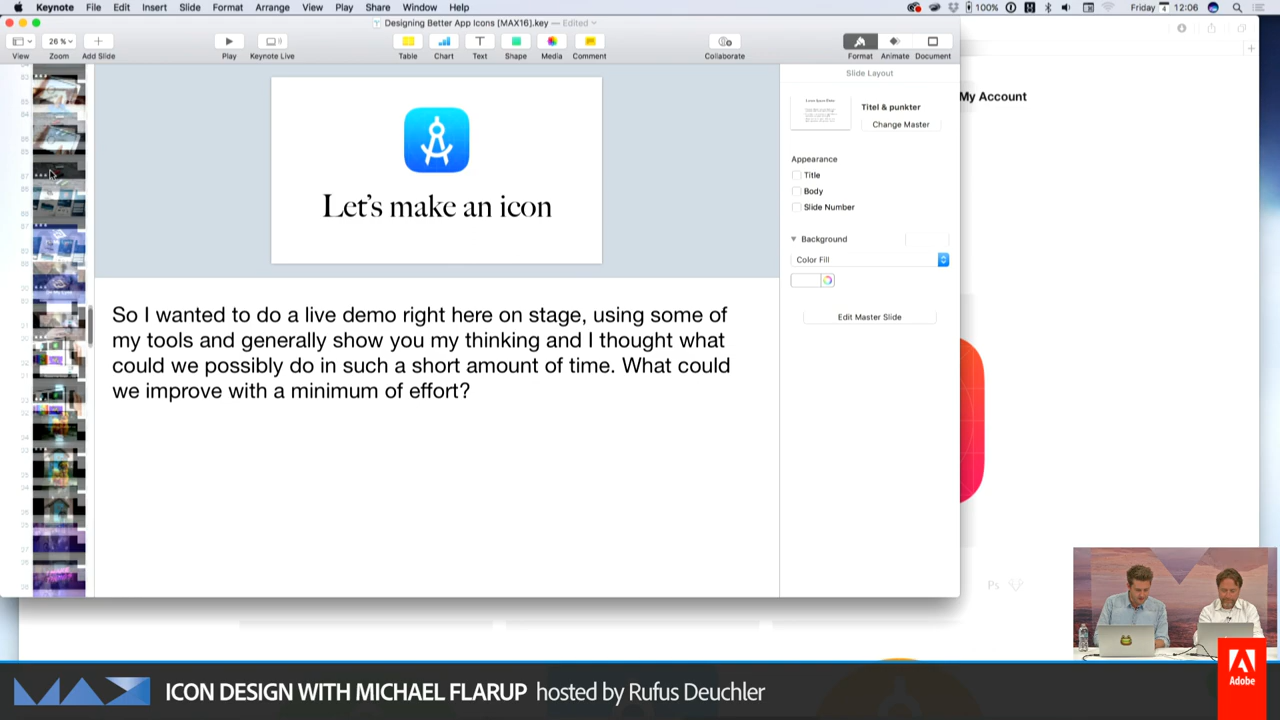 Keynote File Edit Insert Slide Format Arrange View Play Share Window Help 100% Friday 4 12:06
Designing Better App Icons [MAX16].key — Edited
26 %
View Zoom Add Slide Play Keynote Live Table Chart Text Shape Media Comment Collaborate Format Animate Document
Slide Layout
Titel & punkter
Change Master
My Account
Appearance
Title
Body
Slide Number
Background
Color Fill
Edit Master Slide
Let's make an icon
So I wanted to do a live demo right here on stage, using some of
my tools and generally show you my thinking and I thought what
could we possibly do in such a short amount of time. What could
we improve with a minimum of effort?
Ps
MAX ICON DESIGN WITH MICHAEL FLARUP hosted by Rufus Deuchler
Adobe